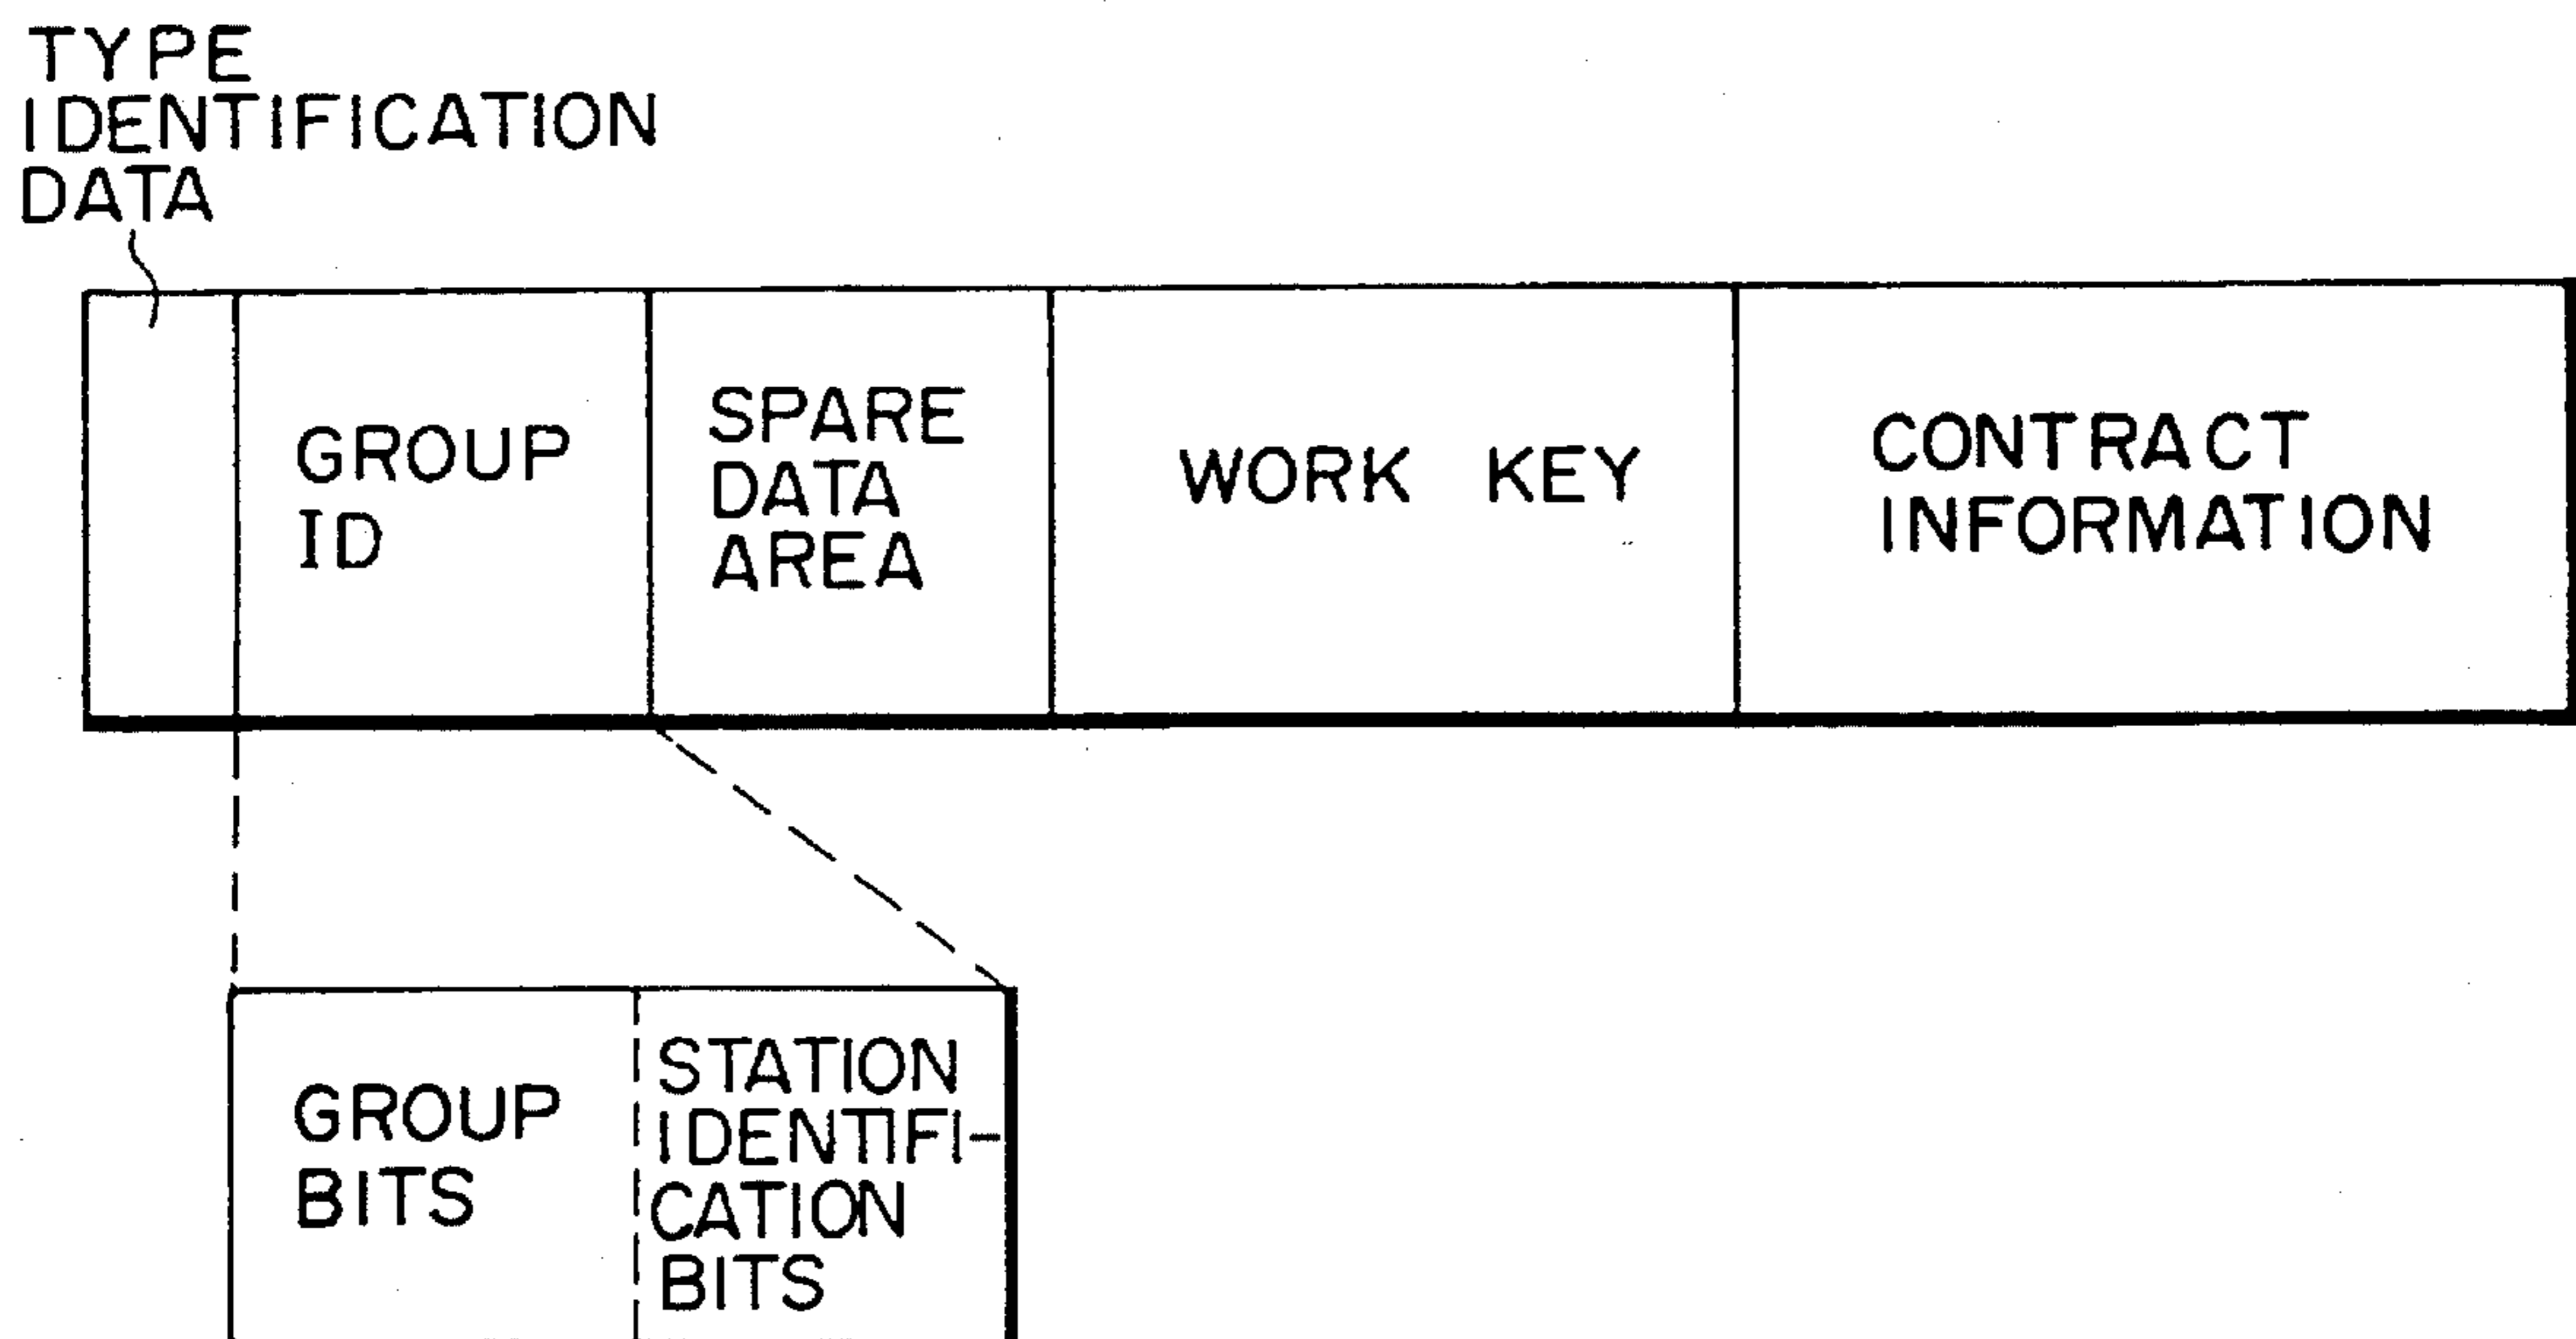 TYPE
IDENTIFICATION
DATA
GROUP
ID
SPARE
DATA
AREA
WORK KEY
CONTRACT
INFORMATION
GROUP
BITS
STATION
IDENTIFI-
CATION
BITS